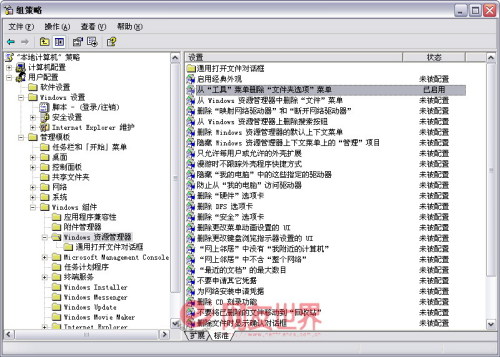 组策略
文件(F) 操作(A) 查看(V) 帮助(H)
“本地计算机”策略
计算机配置
用户配置
软件设置
Windows 设置
脚本 - (登录/注销)
安全设置
Internet Explorer 维护
管理模板
任务栏和「开始」菜单
桌面
控制面板
共享文件夹
网络
系统
Windows 组件
应用程序兼容性
附件管理器
Windows 资源管理器
通用打开文件对话框
Microsoft Management Console
任务计划程序
终端服务
Windows Installer
Windows Messenger
Windows Update
Windows Movie Maker
Internet Explorer
设置 状态
通用打开文件对话框
启用经典外观 未被配置
从“工具”菜单删除“文件夹选项”菜单 已启用
从 Windows 资源管理器中删除“文件”菜单 未被配置
删除“映射网络驱动器”和“断开网络驱动器” 未被配置
从 Windows 资源管理器上删除搜索按钮 未被配置
删除 Windows 资源管理器的默认上下文菜单 未被配置
隐藏 Windows 资源管理器上下文菜单上的“管理”项目 未被配置
只允许每用户或允许的外壳扩展 未被配置
漫游时不跟踪外壳程序快捷方式 未被配置
隐藏“我的电脑”中的这些指定的驱动器 未被配置
防止从“我的电脑”访问驱动器 未被配置
删除“硬件”选项卡 未被配置
删除 DFS 选项卡 未被配置
删除“安全”选项卡 未被配置
删除更改菜单动画设置的 UI 未被配置
删除更改键盘浏览指示器设置的 UI 未被配置
“网上邻居”中没有“我附近的计算机” 未被配置
“网上邻居”中不含“整个网络” 未被配置
“最近的文档”的最大数目 未被配置
不要申请其它凭据 未被配置
为网络安装申请凭据 未被配置
删除 CD 刻录功能 未被配置
不要将已删除的文件移动到“回收站” 未被配置
删除文件时显示确认对话框 未被配置
扩展 标准